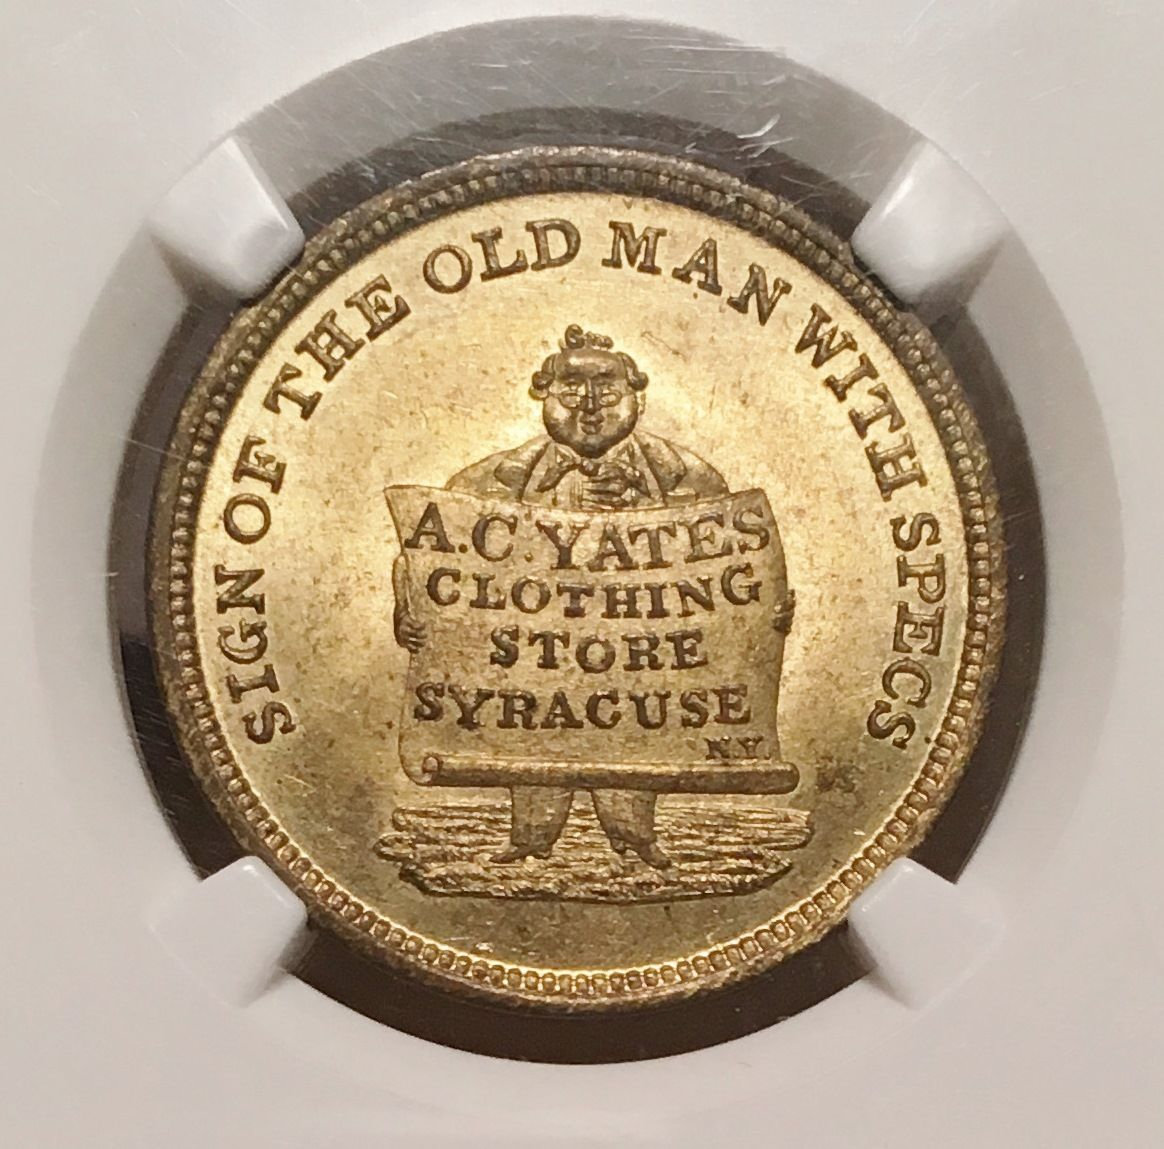 SIGN OF THE OLD MAN WITH SPECS
A.C. YATES
CLOTHING
STORE
SYRACUSE
N.Y.